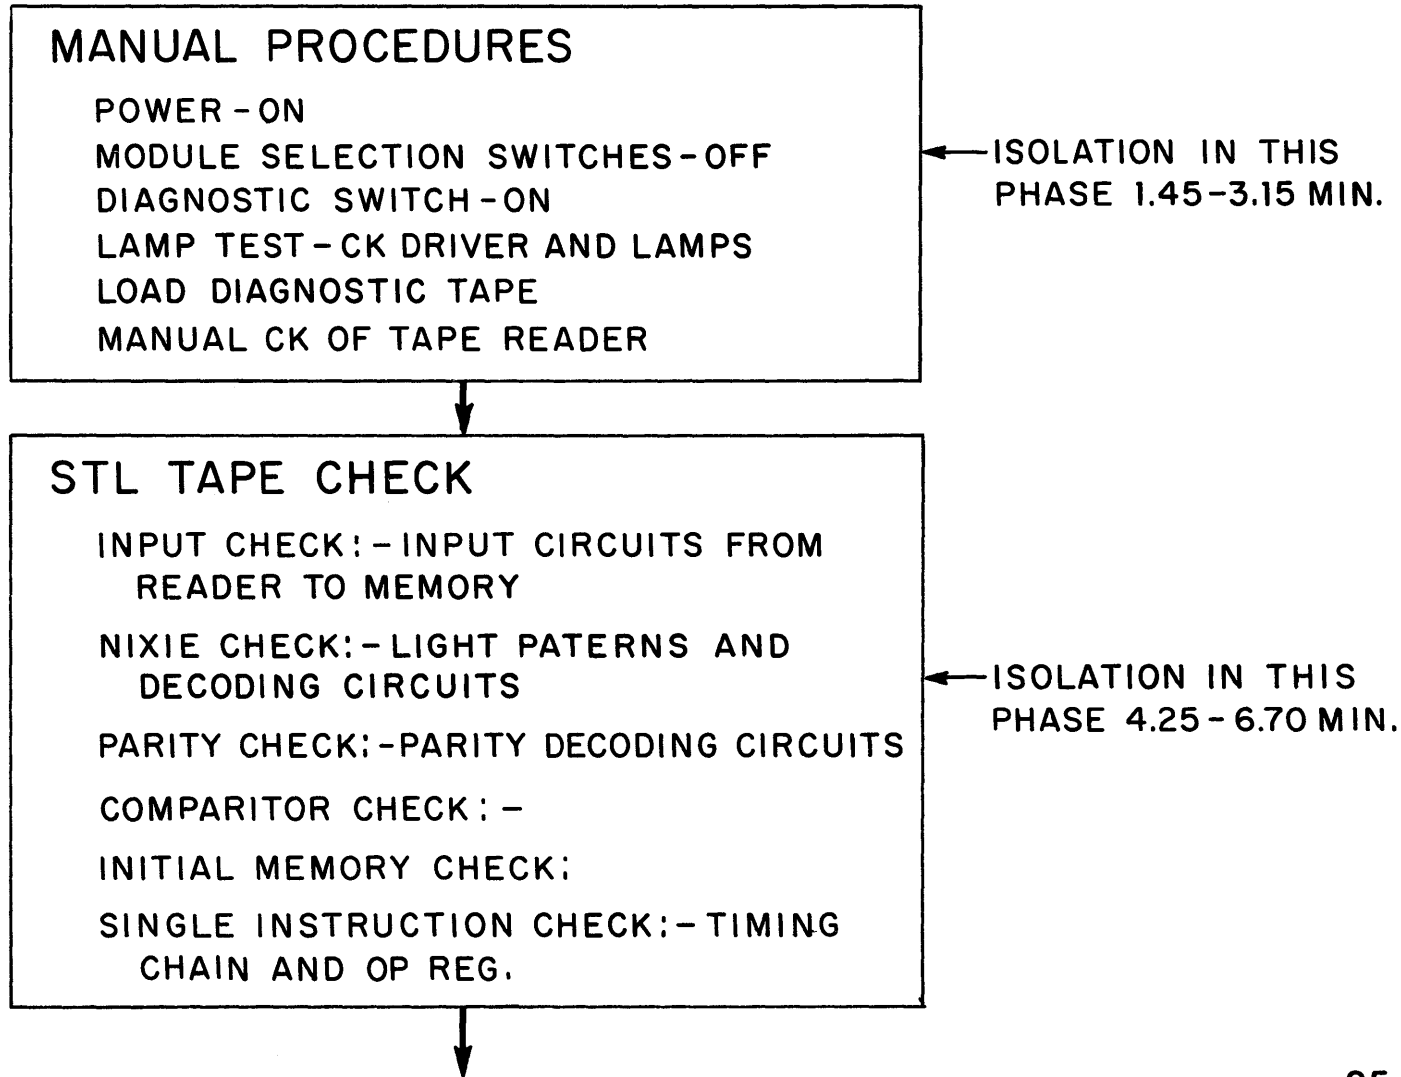 MANUAL PROCEDURES
POWER-ON
MODULE SELECTION SWITCHES-OFF
DIAGNOSTIC SWITCH-ON
LAMP TEST-CK DRIVER AND LAMPS
LOAD DIAGNOSTIC TAPE
MANUAL CK OF TAPE READER
ISOLATION IN THIS
PHASE 1.45-3.15 MIN.
STL TAPE CHECK
INPUT CHECK:-INPUT CIRCUITS FROM
READER TO MEMORY
NIXIE CHECK:-LIGHT PATERNS AND
DECODING CIRCUITS
PARITY CHECK:-PARITY DECODING CIRCUITS
COMPARITOR CHECK:-
INITIAL MEMORY CHECK:
SINGLE INSTRUCTION CHECK:-TIMING
CHAIN AND OP REG.
ISOLATION IN THIS
PHASE 4.25-6.70 MIN.